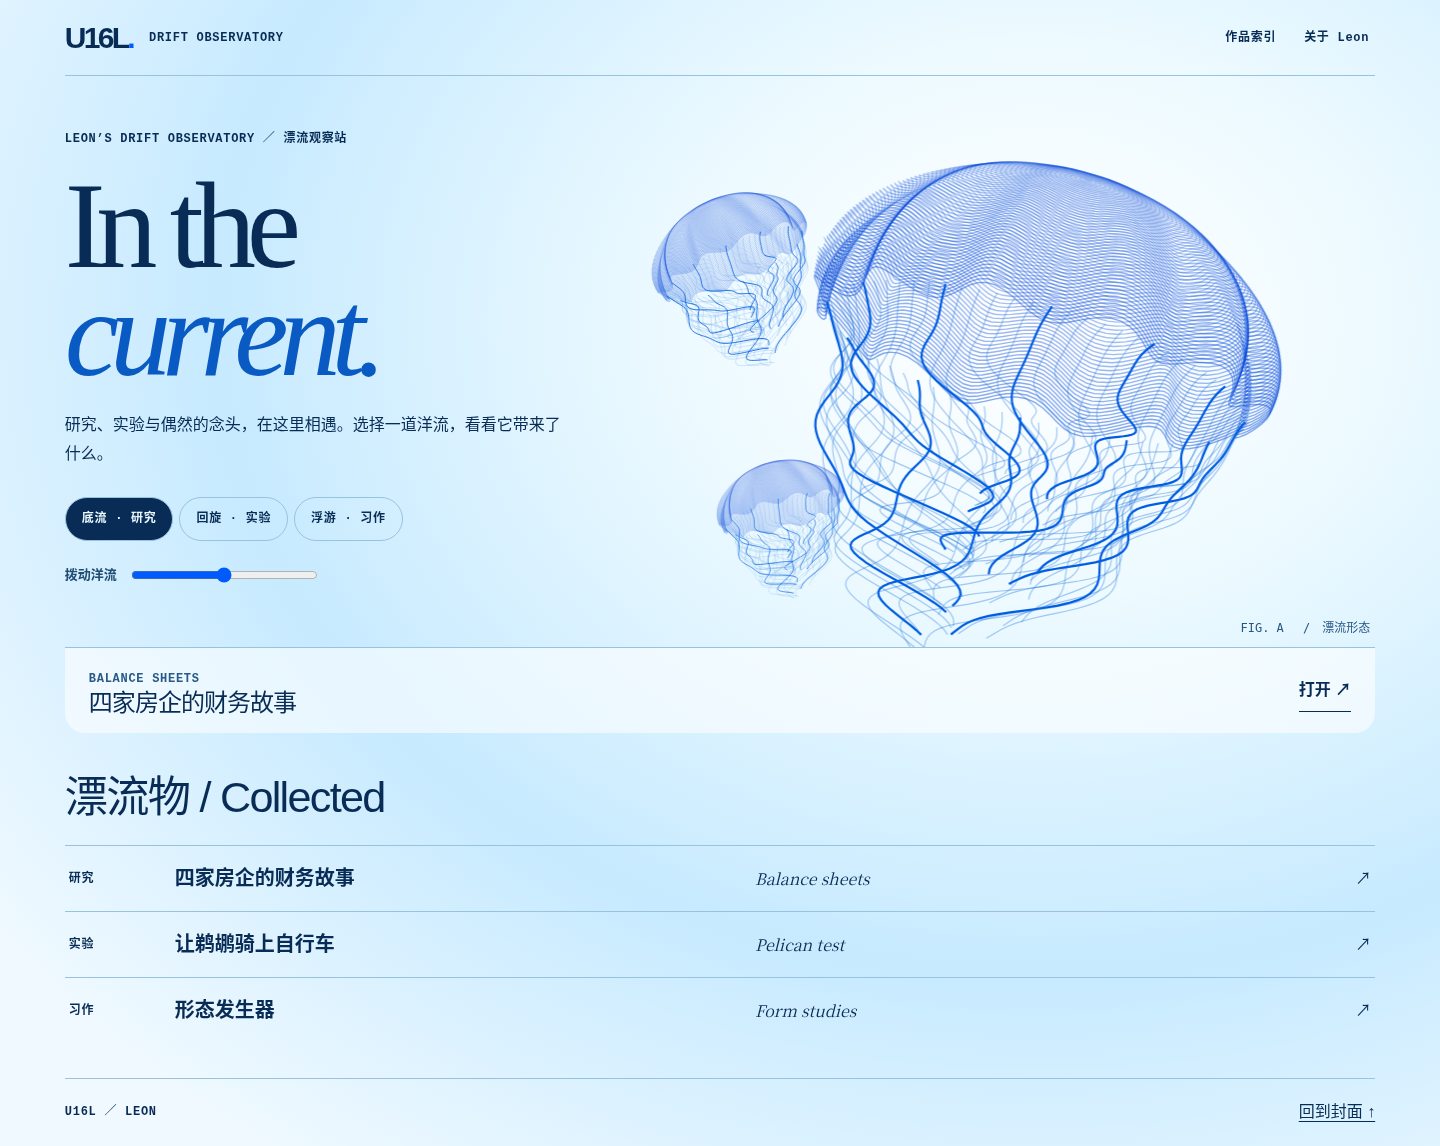 U16L. DRIFT OBSERVATORY
作品索引 关于 Leon
LEON’S DRIFT OBSERVATORY ／ 漂流观察站
In the
current.
研究、实验与偶然的念头，在这里相遇。选择一道洋流，看看它带来了
什么。
底流 · 研究 回旋 · 实验 浮游 · 习作
拨动洋流
FIG. A / 漂流形态
BALANCE SHEETS
四家房企的财务故事
打开 ↗
漂流物 / Collected
研究 四家房企的财务故事 Balance sheets ↗
实验 让鹈鹕骑上自行车 Pelican test ↗
习作 形态发生器 Form studies ↗
U16L ／ LEON
回到封面 ↑